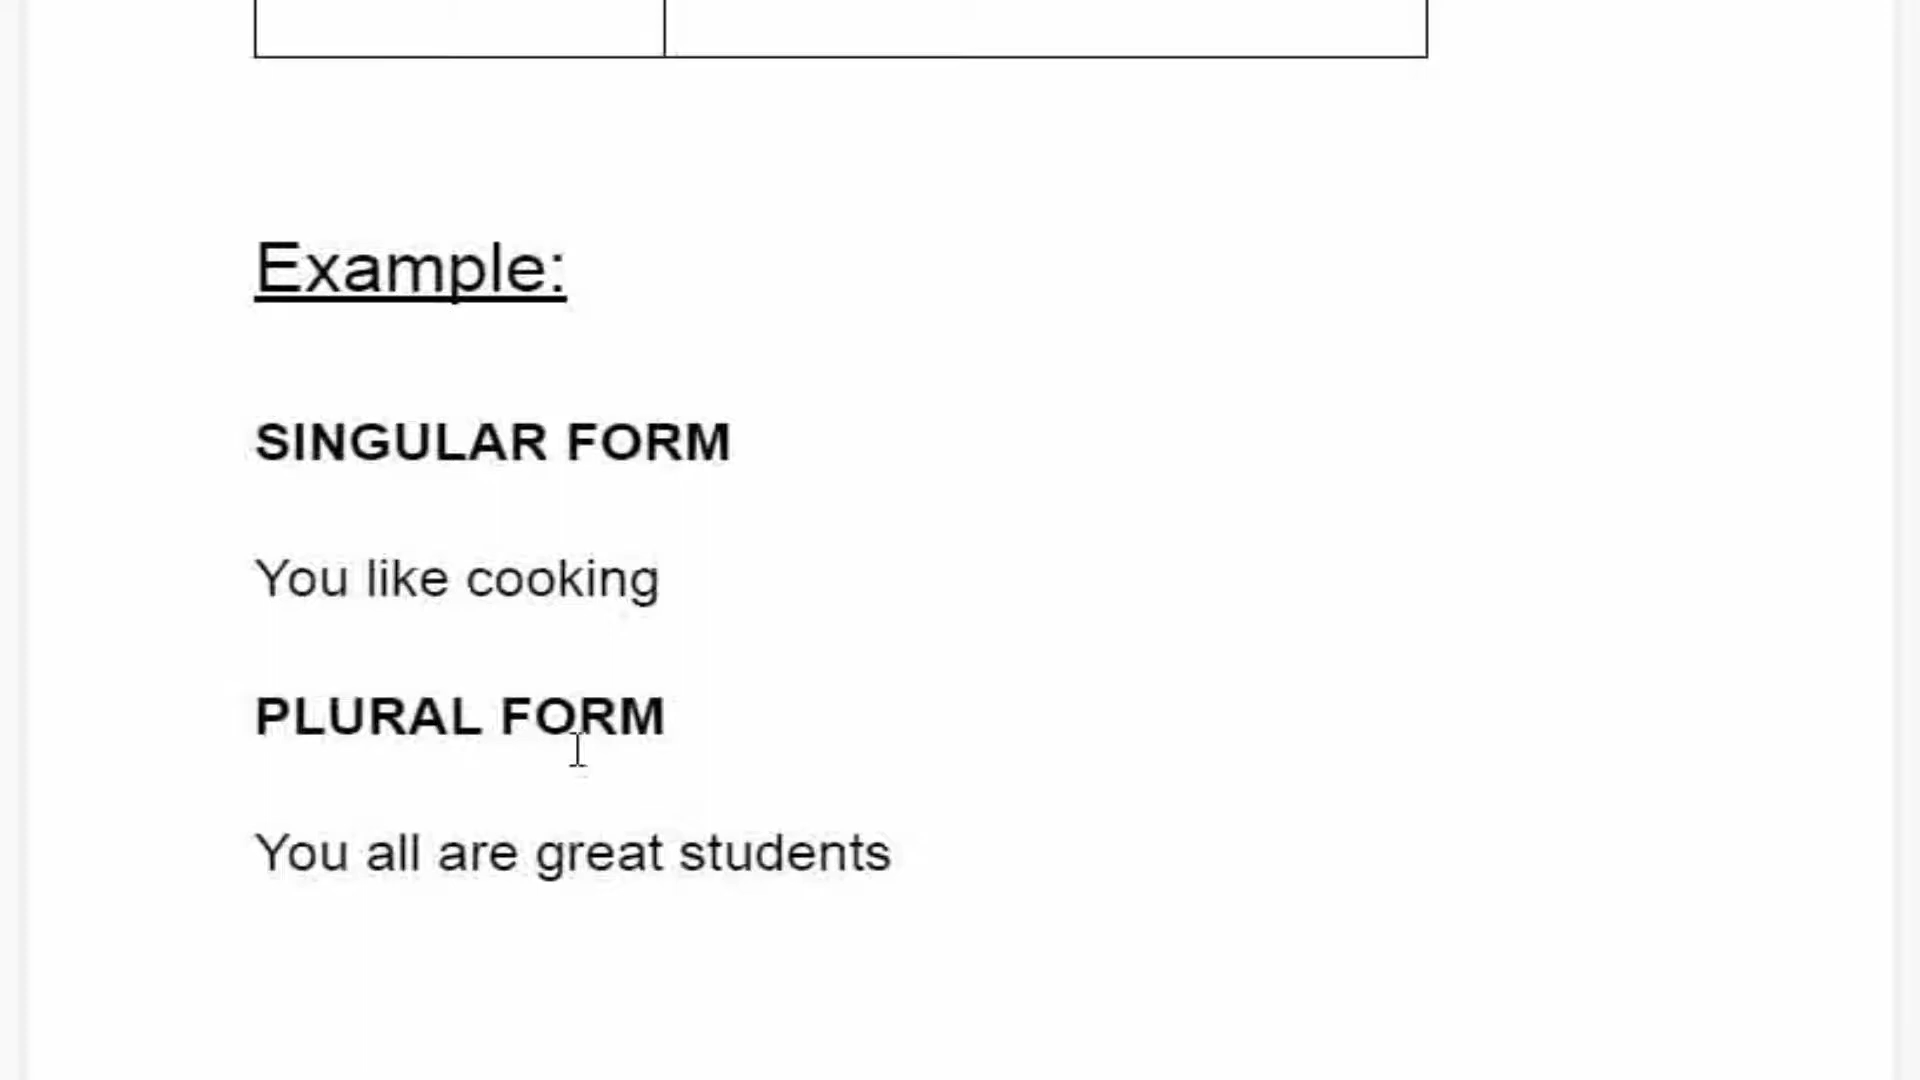 Example:
SINGULAR FORM
You like cooking
PLURAL FORM
You all are great students